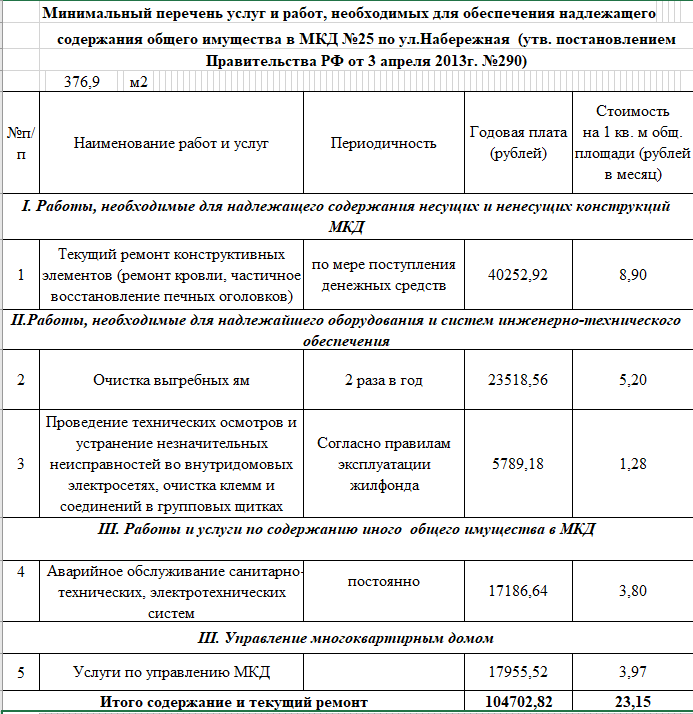 Минимальный перечень услуг и работ, необходимых для обеспечения надлежащего
содержания общего имущества в МКД №25 по ул.Набережная (утв. постановлением
Правительства РФ от 3 апреля 2013г. №290)
376,9 м2
№п/
п
Наименование работ и услуг
Периодичность
Годовая плата
(рублей)
Стоимость
на 1 кв. м общ.
площади (рублей
в месяц)
I. Работы, необходимые для надлежащего содержания несущих и ненесущих конструкций
МКД
1
Текущий ремонт конструктивных
элементов (ремонт кровли, частичное
восстановление печных оголовков)
по мере поступления
денежных средств
40252,92
8,90
II.Работы, необходимые для надлежайшего оборудования и систем инженерно-технического
обеспечения
2
Очистка выгребных ям
2 раза в год
23518,56
5,20
3
Проведение технических осмотров и
устранение незначительных
неисправностей во внутридомовых
электросетях, очистка клемм и
соединений в групповых щитках
Согласно правилам
эксплуатации
жилфонда
5789,18
1,28
III. Работы и услуги по содержанию иного общего имущества в МКД
4
Аварийное обслуживание санитарно-
технических, электротехнических
систем
постоянно
17186,64
3,80
III. Управление многоквартирным домом
5
Услуги по управлению МКД
17955,52
3,97
Итого содержание и текущий ремонт
104702,82
23,15